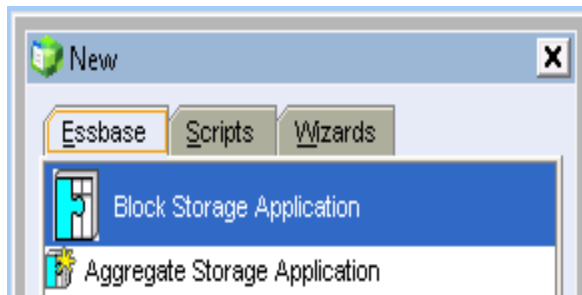 New
Essbase Scripts Wizards
Block Storage Application
Aggregate Storage Application